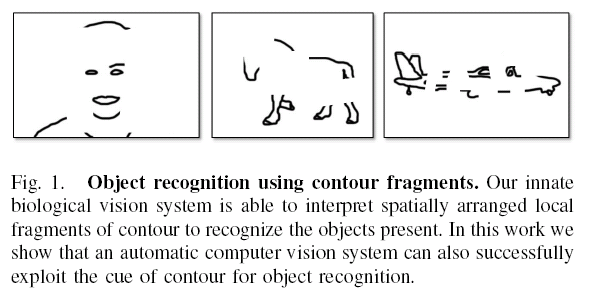 Fig. 1. Object recognition using contour fragments. Our innate
biological vision system is able to interpret spatially arranged local
fragments of contour to recognize the objects present. In this work we
show that an automatic computer vision system can also successfully
exploit the cue of contour for object recognition.